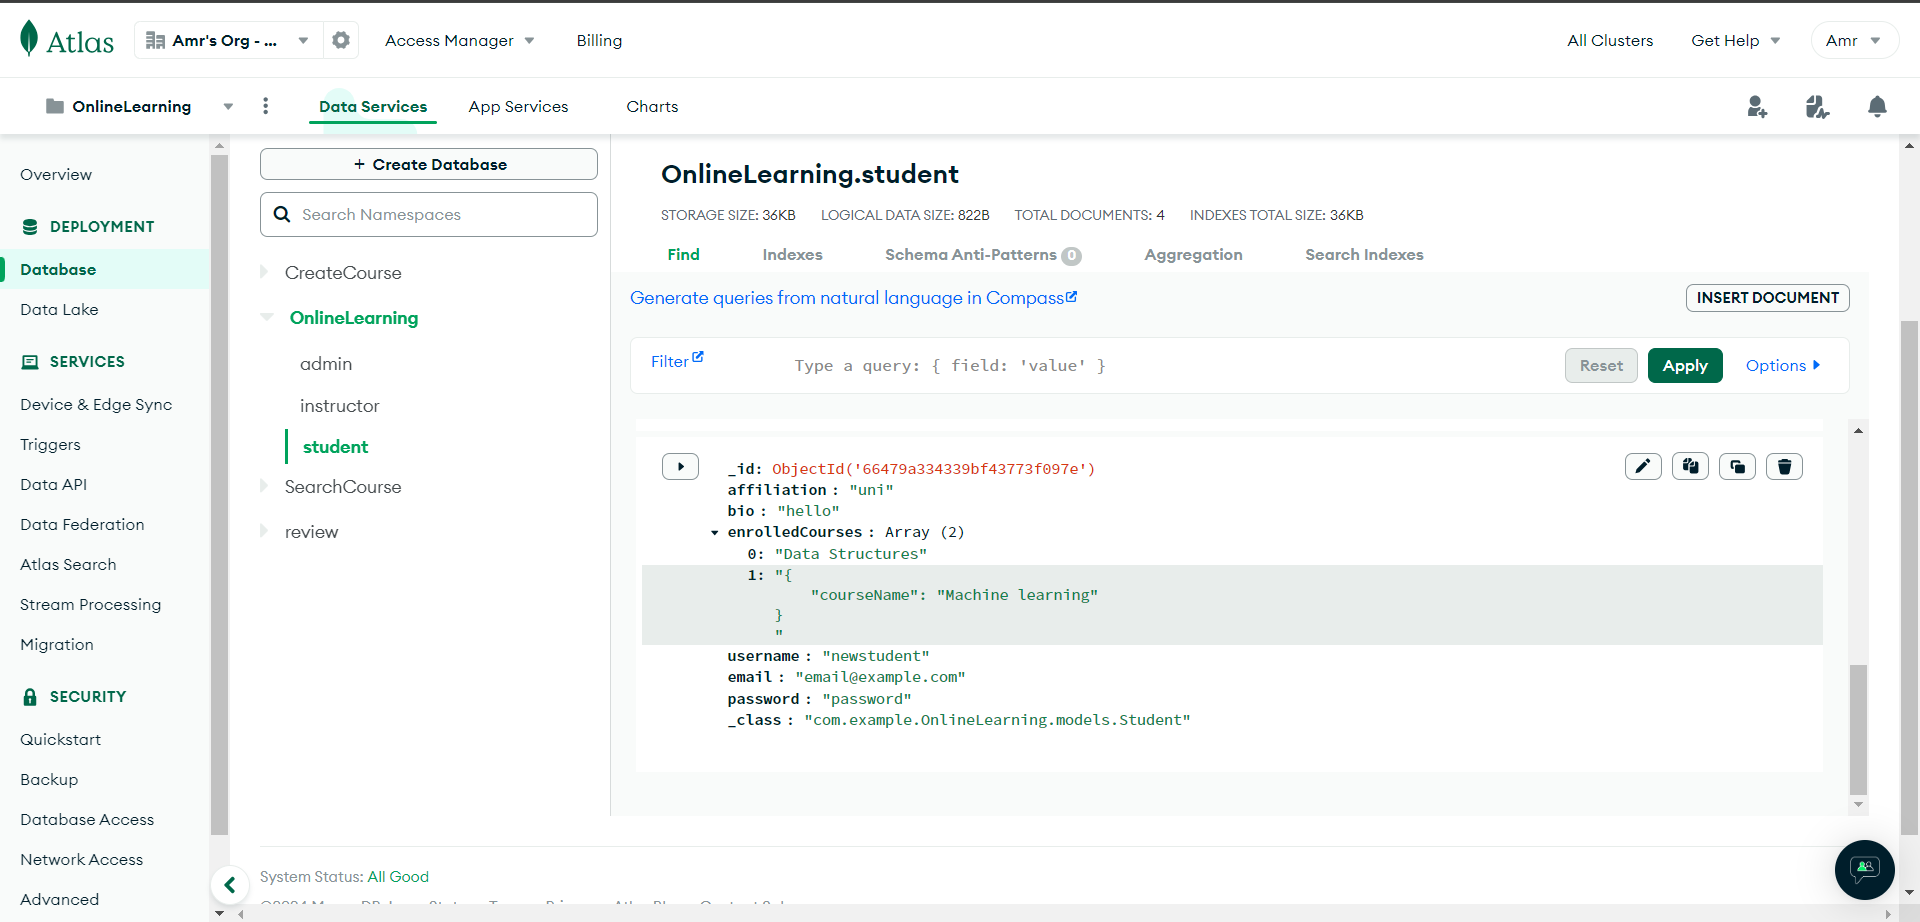 Atlas
Amr's Org - ...
Access Manager
Billing
All Clusters
Get Help
Amr
OnlineLearning
Data Services
App Services
Charts
Overview
DEPLOYMENT
Database
Data Lake
SERVICES
Device & Edge Sync
Triggers
Data API
Data Federation
Atlas Search
Stream Processing
Migration
SECURITY
Quickstart
Backup
Database Access
Network Access
Advanced
+ Create Database
Search Namespaces
CreateCourse
OnlineLearning
admin
instructor
student
SearchCourse
review
OnlineLearning.student
STORAGE SIZE: 36KB LOGICAL DATA SIZE: 822B TOTAL DOCUMENTS: 4 INDEXES TOTAL SIZE: 36KB
Find Indexes Schema Anti-Patterns 0 Aggregation Search Indexes
Generate queries from natural language in Compass
INSERT DOCUMENT
Filter
Type a query: { field: 'value' }
Reset
Apply
Options
_id: ObjectId('66479a334339bf43773f097e')
affiliation : "uni"
bio : "hello"
enrolledCourses : Array (2)
0: "Data Structures"
1: "{
"courseName": "Machine learning"
}
"
username : "newstudent"
email : "email@example.com"
password : "password"
_class : "com.example.OnlineLearning.models.Student"
System Status: All Good